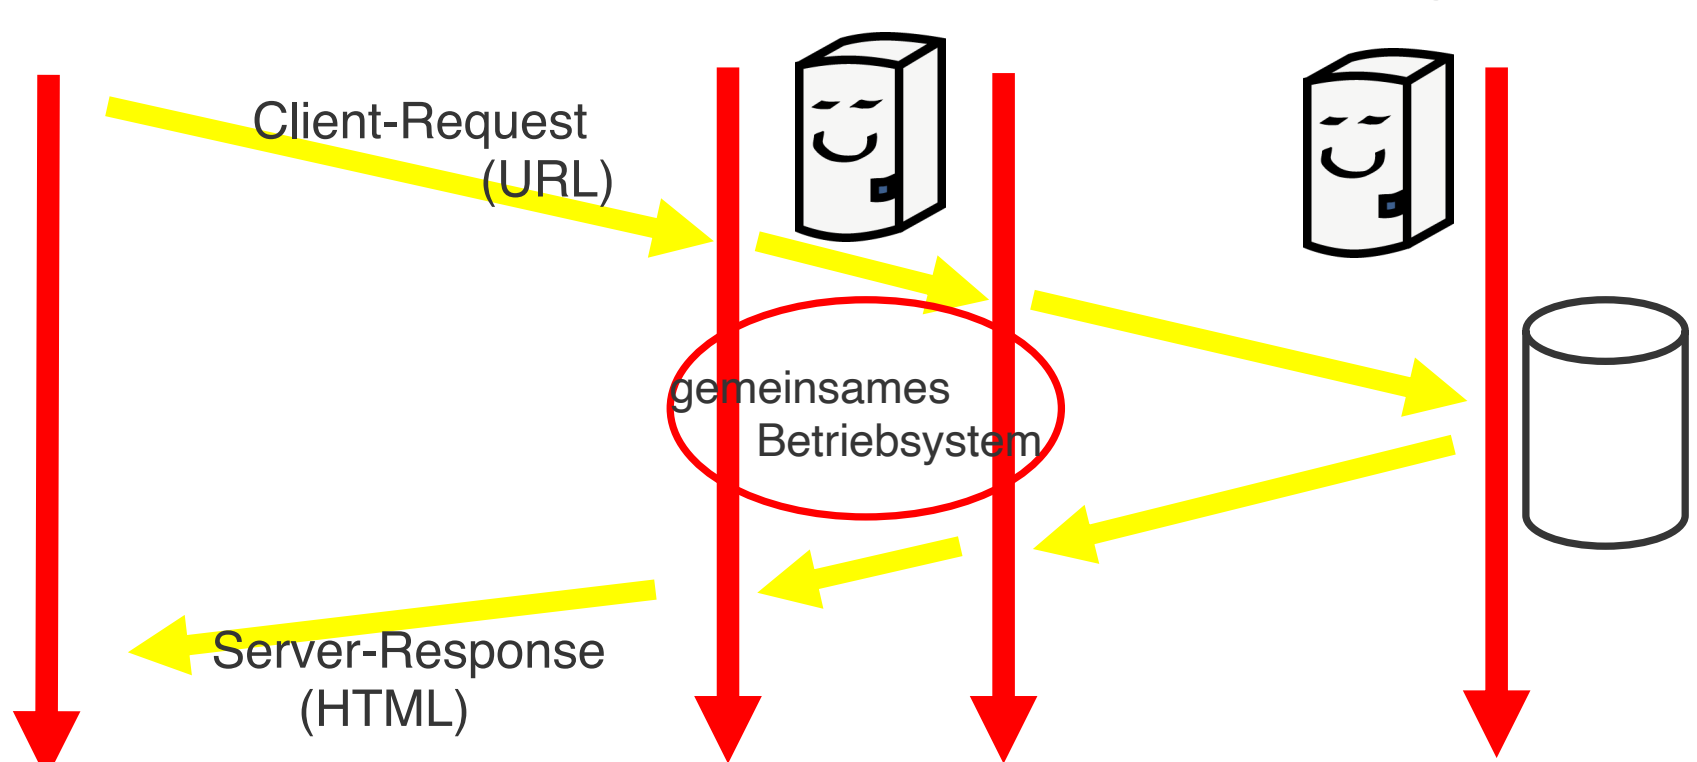 Client-Request
(URL)
gemeinsames
Betriebsystem
Server-Response
(HTML)